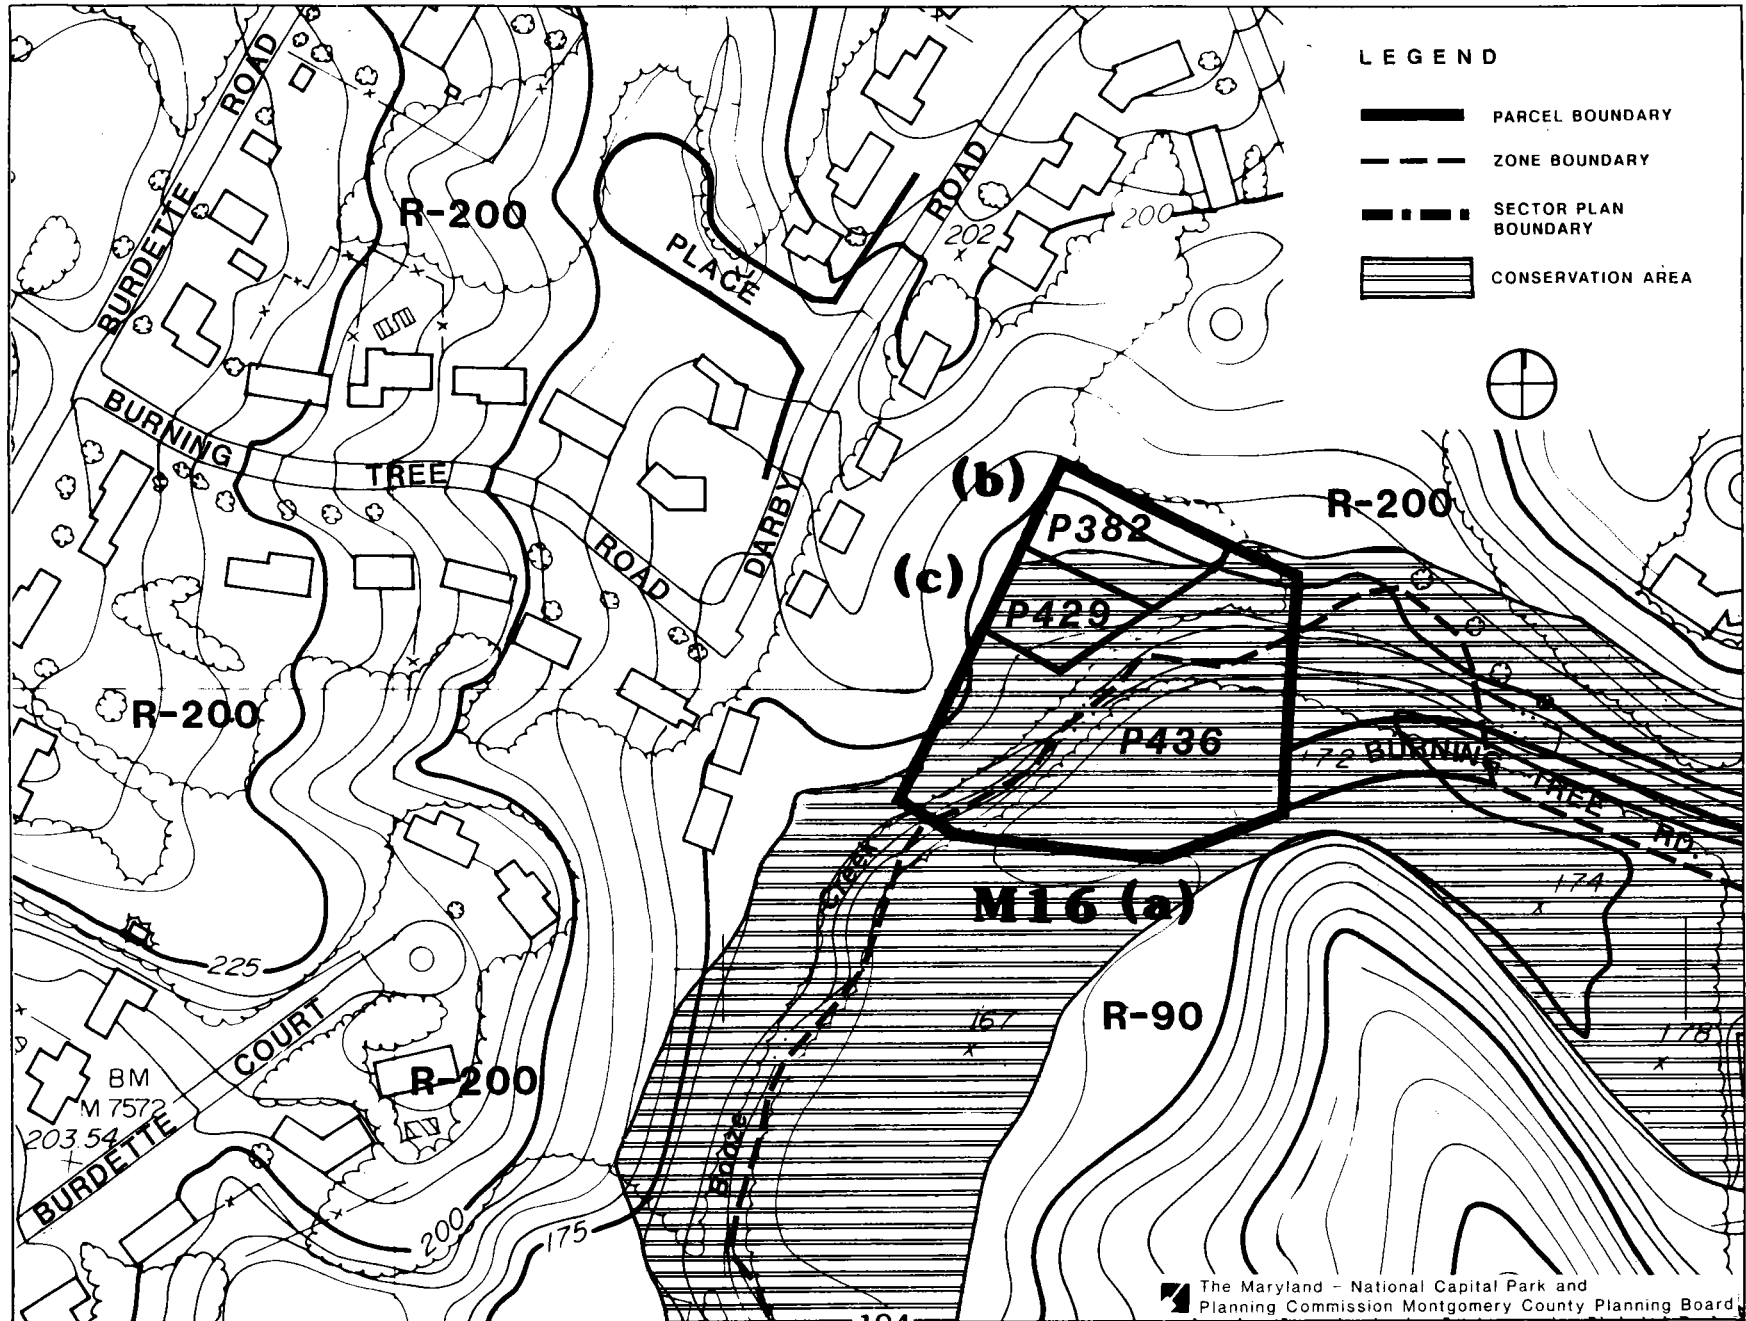 LEGEND
PARCEL BOUNDARY
ZONE BOUNDARY
SECTOR PLAN
BOUNDARY
CONSERVATION AREA
BURDETTE ROAD
R-200
PLACE
ROAD
202
200
BURNING TREE ROAD
DARBY
(b)
P382
R-200
(c)
P429
R-200
P436
172 BURNING TREE RD.
Creek
M16 (a)
174
225
R-90
167
178
BURDETTE COURT
BM
M 7572
203.54
R-200
Booze
200
175
The Maryland - National Capital Park and
Planning Commission Montgomery County Planning Board